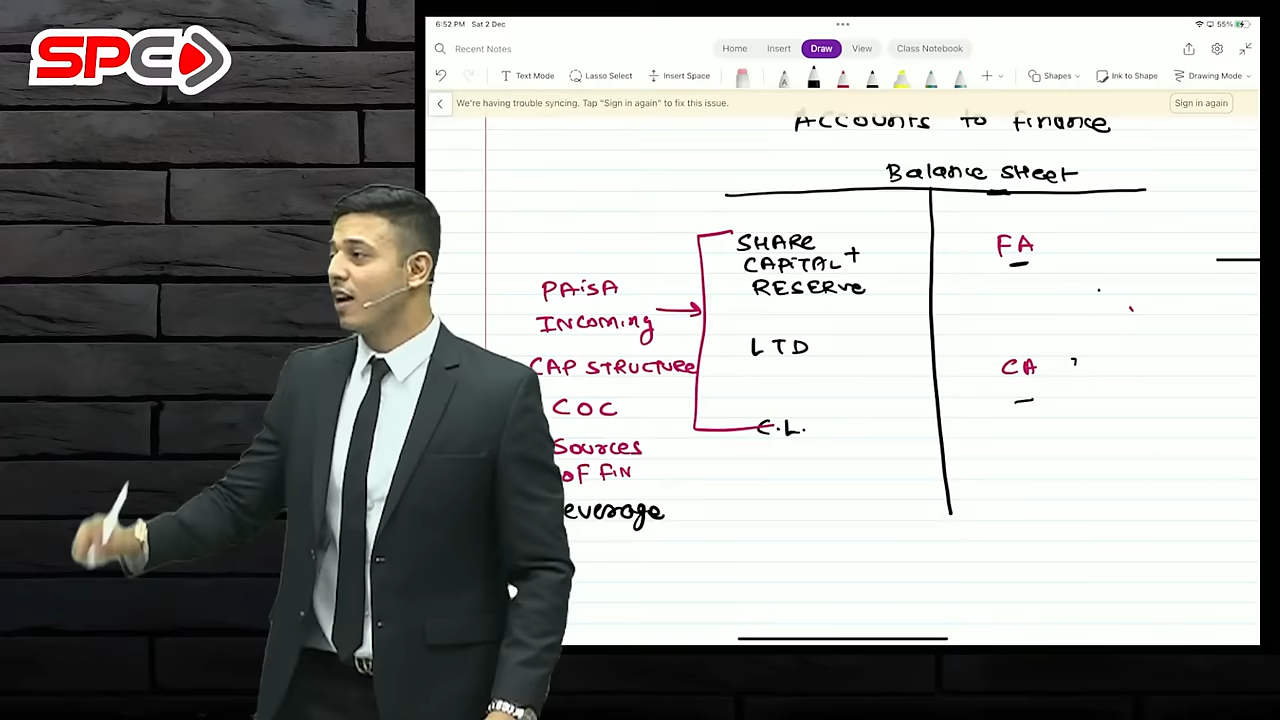 SPC
6:52 PM Sat 2 Dec
55%
Recent Notes
Home
Insert
Draw
View
Class Notebook
Text Mode
Lasso Select
Insert Space
Shapes
Ink to Shape
Drawing Mode
We're having trouble syncing. Tap "Sign in again" to fix this issue.
Sign in again
Accounts to Finance
Balance Sheet
SHARE
CAPiTAL +
RESERve
LTD
C.L.
FA
CA
PAiSA
INComing
CAP STRUCTURE
COC
Sources
OF FIN
everage